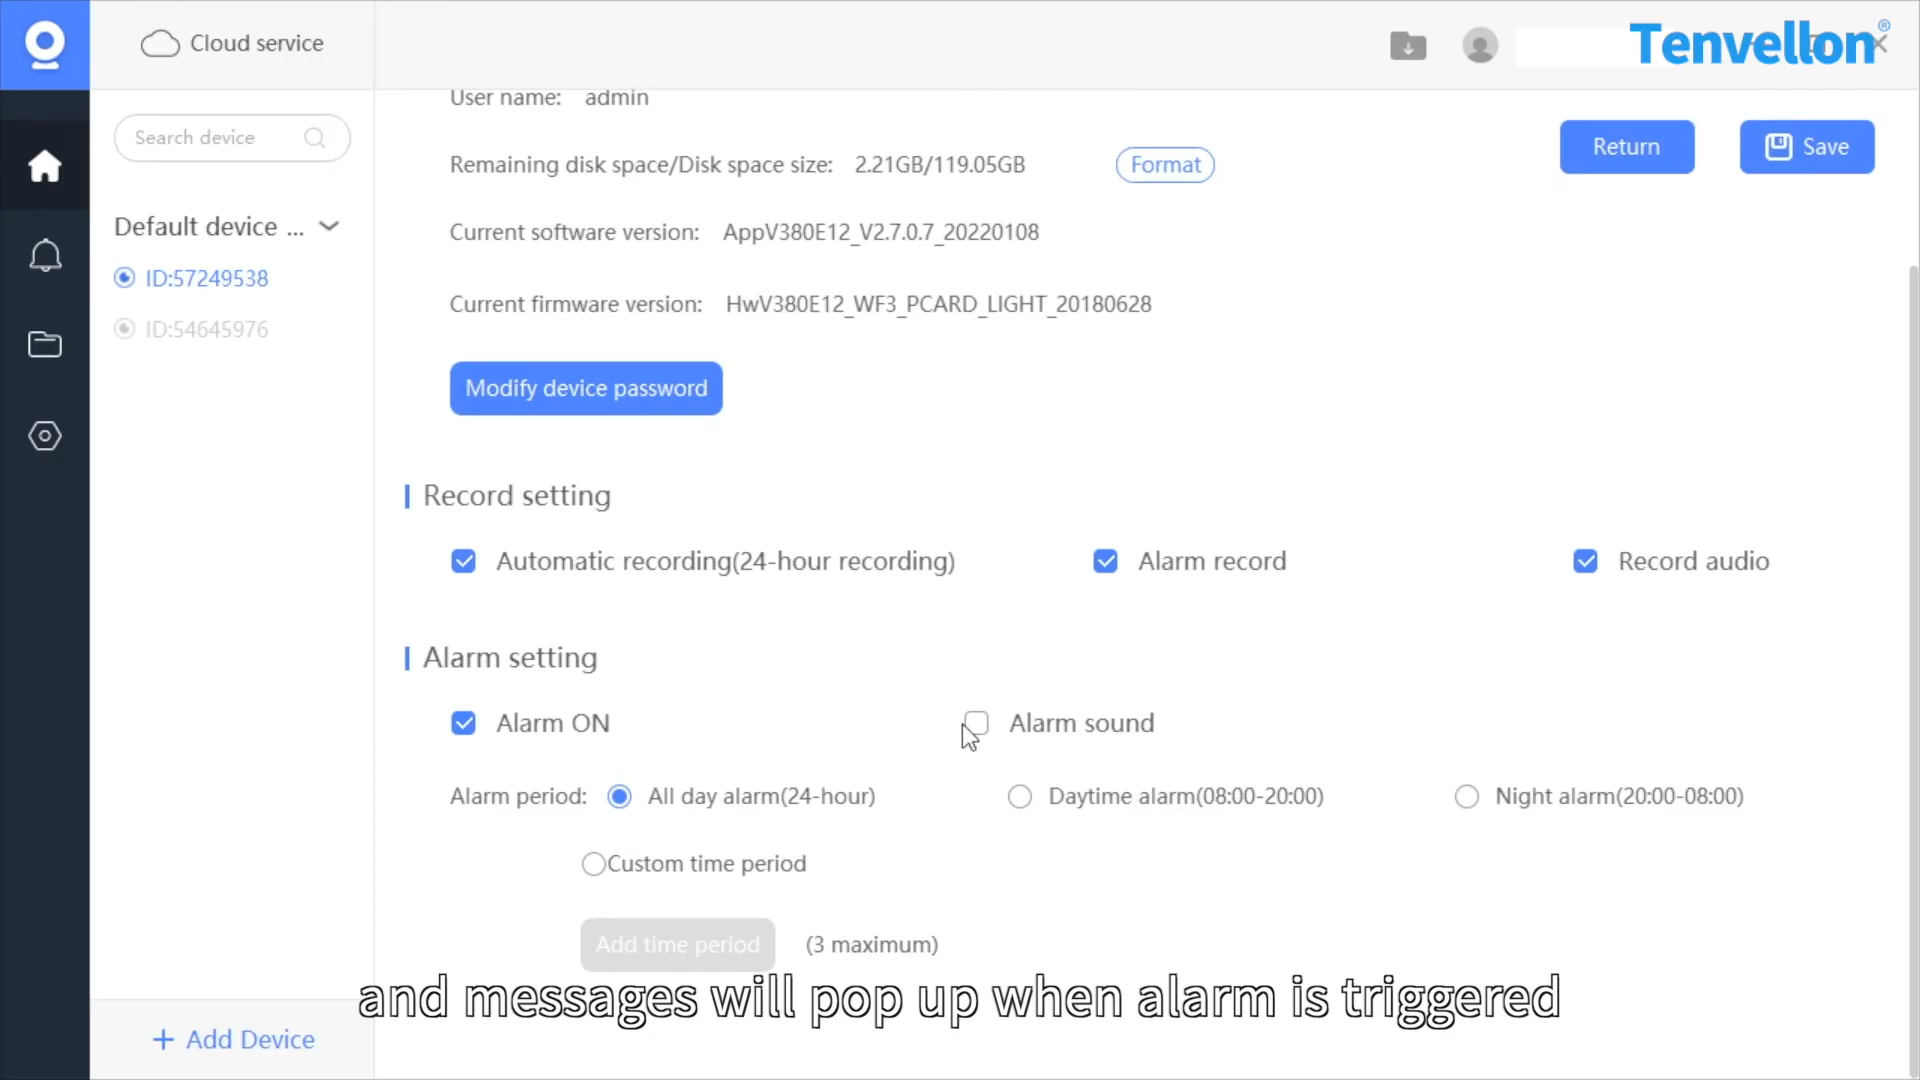 Cloud service
Tenvellon®
Search device
User name: admin
Return
Save
Remaining disk space/Disk space size: 2.21GB/119.05GB
Format
Default device ...
Current software version: AppV380E12_V2.7.0.7_20220108
ID:57249538
Current firmware version: HwV380E12_WF3_PCARD_LIGHT_20180628
ID:54645976
Modify device password
Record setting
Automatic recording(24-hour recording)
Alarm record
Record audio
Alarm setting
Alarm ON
Alarm sound
Alarm period: All day alarm(24-hour)
Daytime alarm(08:00-20:00)
Night alarm(20:00-08:00)
Custom time period
Add time period (3 maximum)
and messages will pop up when alarm is triggered
+ Add Device